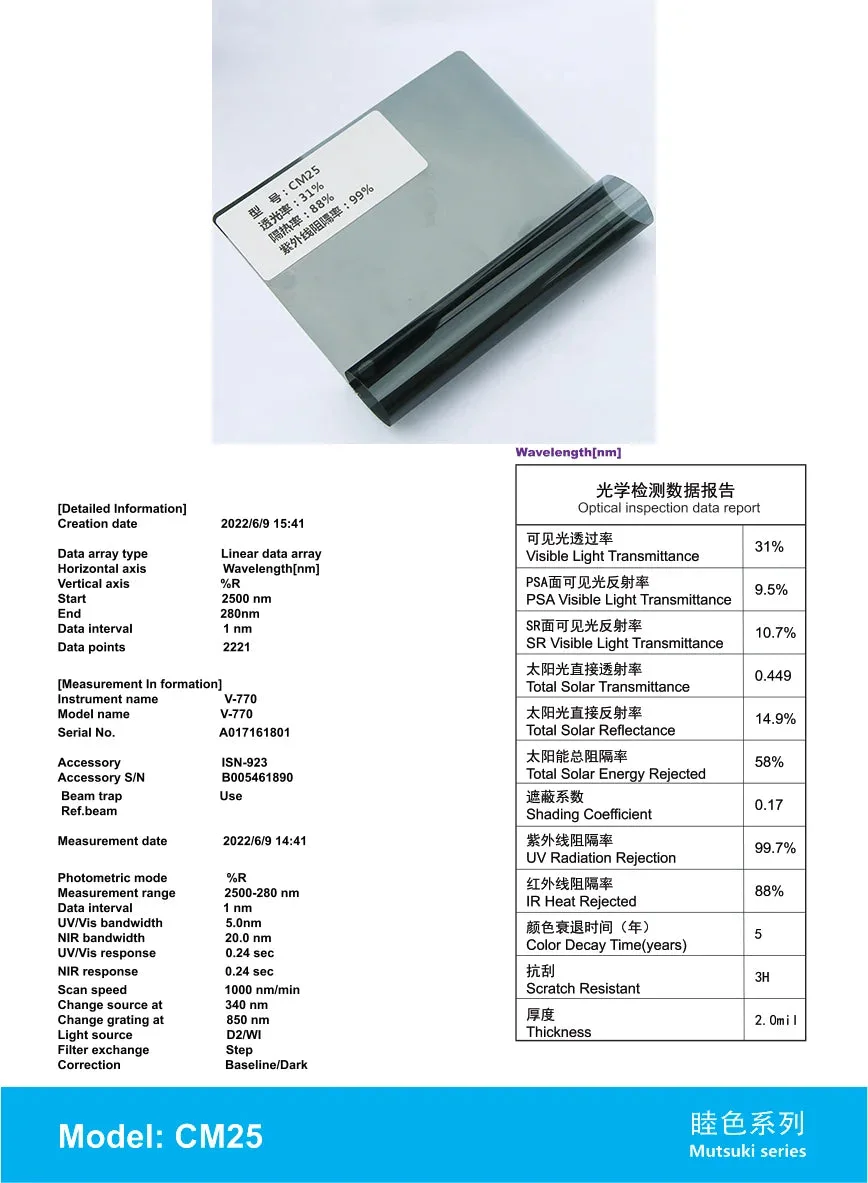 型 号：CM25
透光率：31%
隔热率：88%
紫外线阻隔率：99%
Wavelength[nm]
[Detailed Information]
Creation date 2022/6/9 15:41
Data array type Linear data array
Horizontal axis Wavelength[nm]
Vertical axis %R
Start 2500 nm
End 280nm
Data interval 1 nm
Data points 2221
[Measurement In formation]
Instrument name V-770
Model name V-770
Serial No. A017161801
Accessory ISN-923
Accessory S/N B005461890
Beam trap Use
Ref.beam
Measurement date 2022/6/9 14:41
Photometric mode %R
Measurement range 2500-280 nm
Data interval 1 nm
UV/Vis bandwidth 5.0nm
NIR bandwidth 20.0 nm
UV/Vis response 0.24 sec
NIR response 0.24 sec
Scan speed 1000 nm/min
Change source at 340 nm
Change grating at 850 nm
Light source D2/WI
Filter exchange Step
Correction Baseline/Dark
光学检测数据报告
Optical inspection data report
可见光透过率
Visible Light Transmittance 31%
PSA面可见光反射率
PSA Visible Light Transmittance 9.5%
SR面可见光反射率
SR Visible Light Transmittance 10.7%
太阳光直接透射率
Total Solar Transmittance 0.449
太阳光直接反射率
Total Solar Reflectance 14.9%
太阳能总阻隔率
Total Solar Energy Rejected 58%
遮蔽系数
Shading Coefficient 0.17
紫外线阻隔率
UV Radiation Rejection 99.7%
红外线阻隔率
IR Heat Rejected 88%
颜色衰退时间（年）
Color Decay Time(years) 5
抗刮
Scratch Resistant 3H
厚度
Thickness 2.0mil
Model: CM25
睦色系列
Mutsuki series